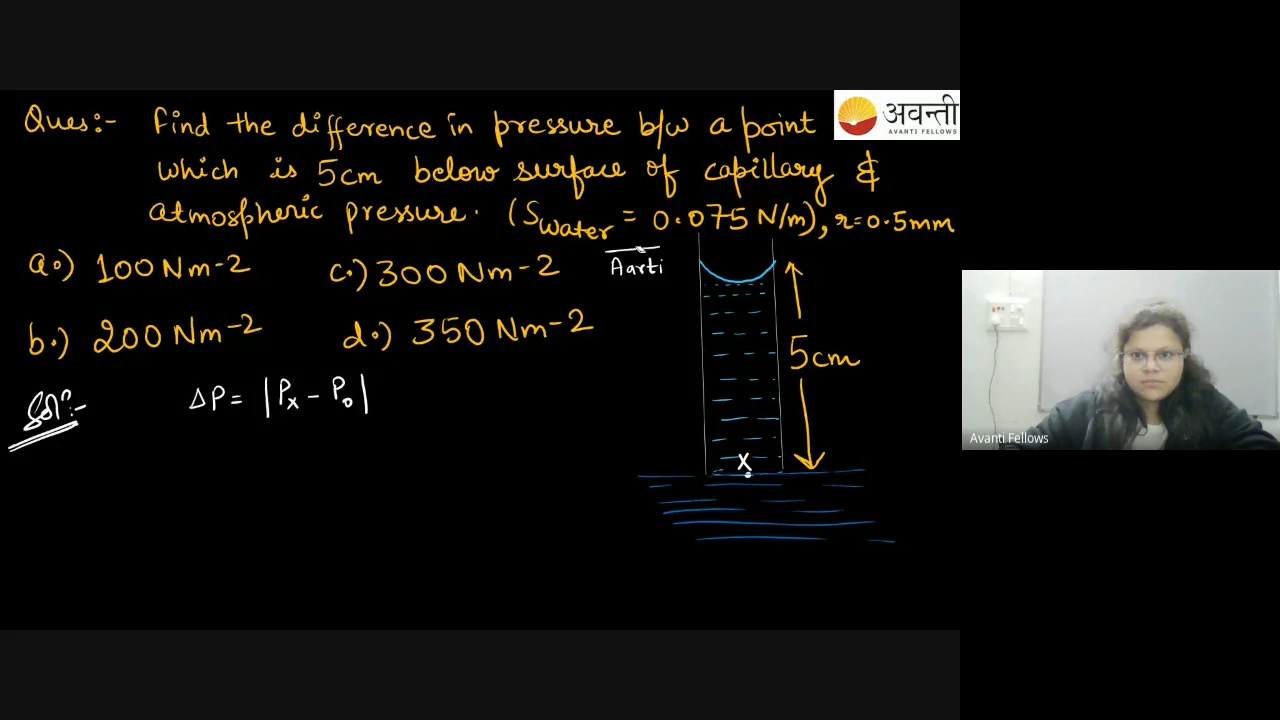 Ques:- Find the difference in pressure b/w a point
which is 5cm below surface of capillary &
atmospheric pressure. (Swater = 0.075 N/m), r=0.5mm
a.) 100 Nm-2 c.) 300 Nm-2
b.) 200 Nm-2 d.) 350 Nm-2
Soln:- ΔP = |Px - P0|
Aarti
5cm
x
अवन्ती
AVANTI FELLOWS
Avanti Fellows